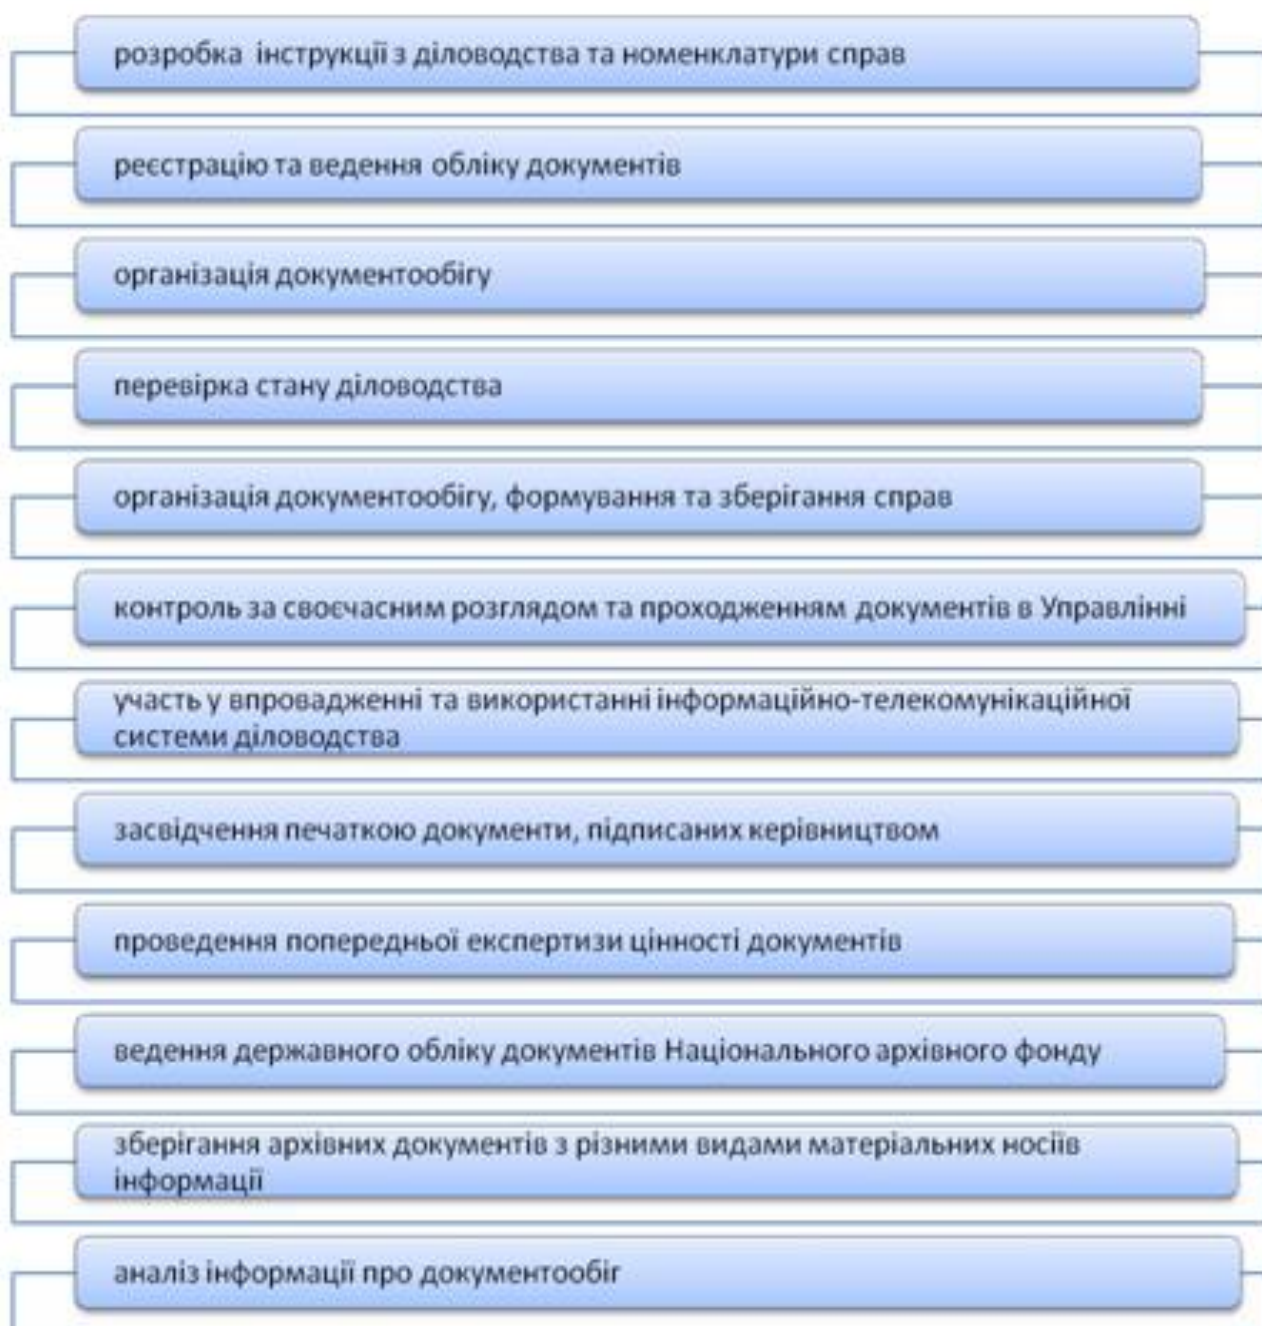 розробка інструкції з діловодства та номенклатури справ
реєстрацію та ведення обліку документів
організація документообігу
перевірка стану діловодства
організація документообігу, формування та зберігання справ
контроль за своєчасним розглядом та проходженням документів в Управлінні
участь у впровадженні та використанні інформаційно-телекомунікаційної
системи діловодства
засвідчення печаткою документи, підписаних керівництвом
проведення попередньої експертизи цінності документів
ведення державного обліку документів Національного архівного фонду
зберігання архівних документів з різними видами матеріальних носіїв
інформації
аналіз інформації про документообіг